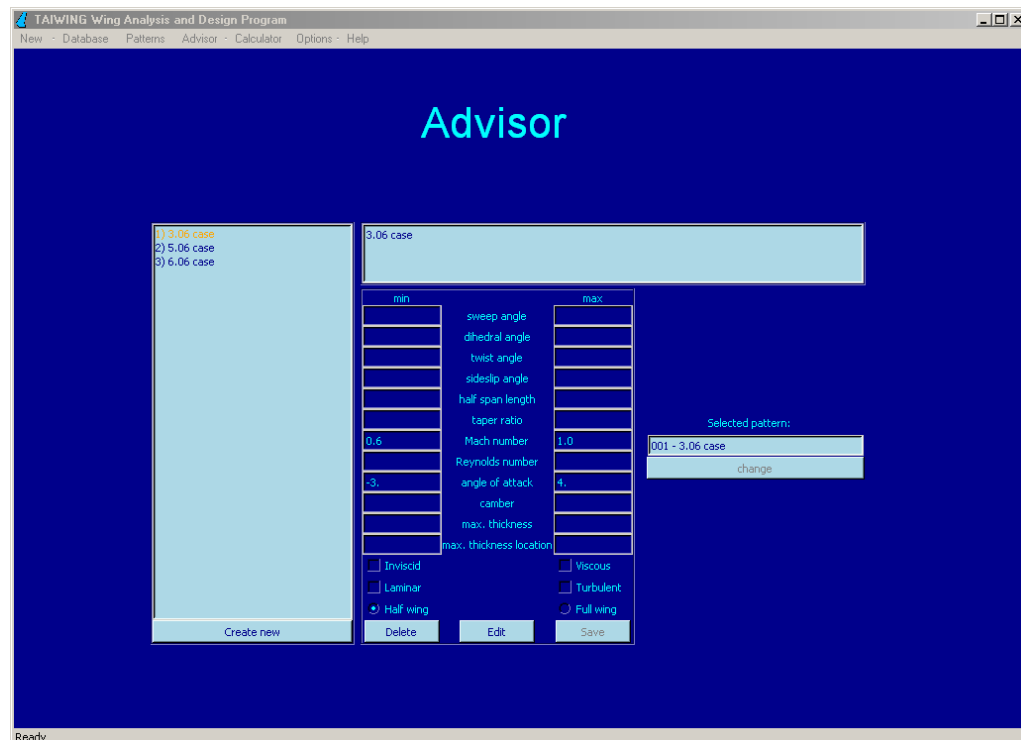 TAIWING Wing Analysis and Design Program
New - Database Patterns Advisor - Calculator Options - Help
Advisor
1) 3.06 case
2) 5.06 case
3) 6.06 case
Create new
3.06 case
min max
sweep angle
dihedral angle
twist angle
sideslip angle
half span length
taper ratio
0.6 Mach number 1.0
Reynolds number
-3. angle of attack 4.
camber
max. thickness
max. thickness location
Inviscid Viscous
Laminar Turbulent
Half wing Full wing
Delete Edit Save
Selected pattern:
001 - 3.06 case
change
Ready